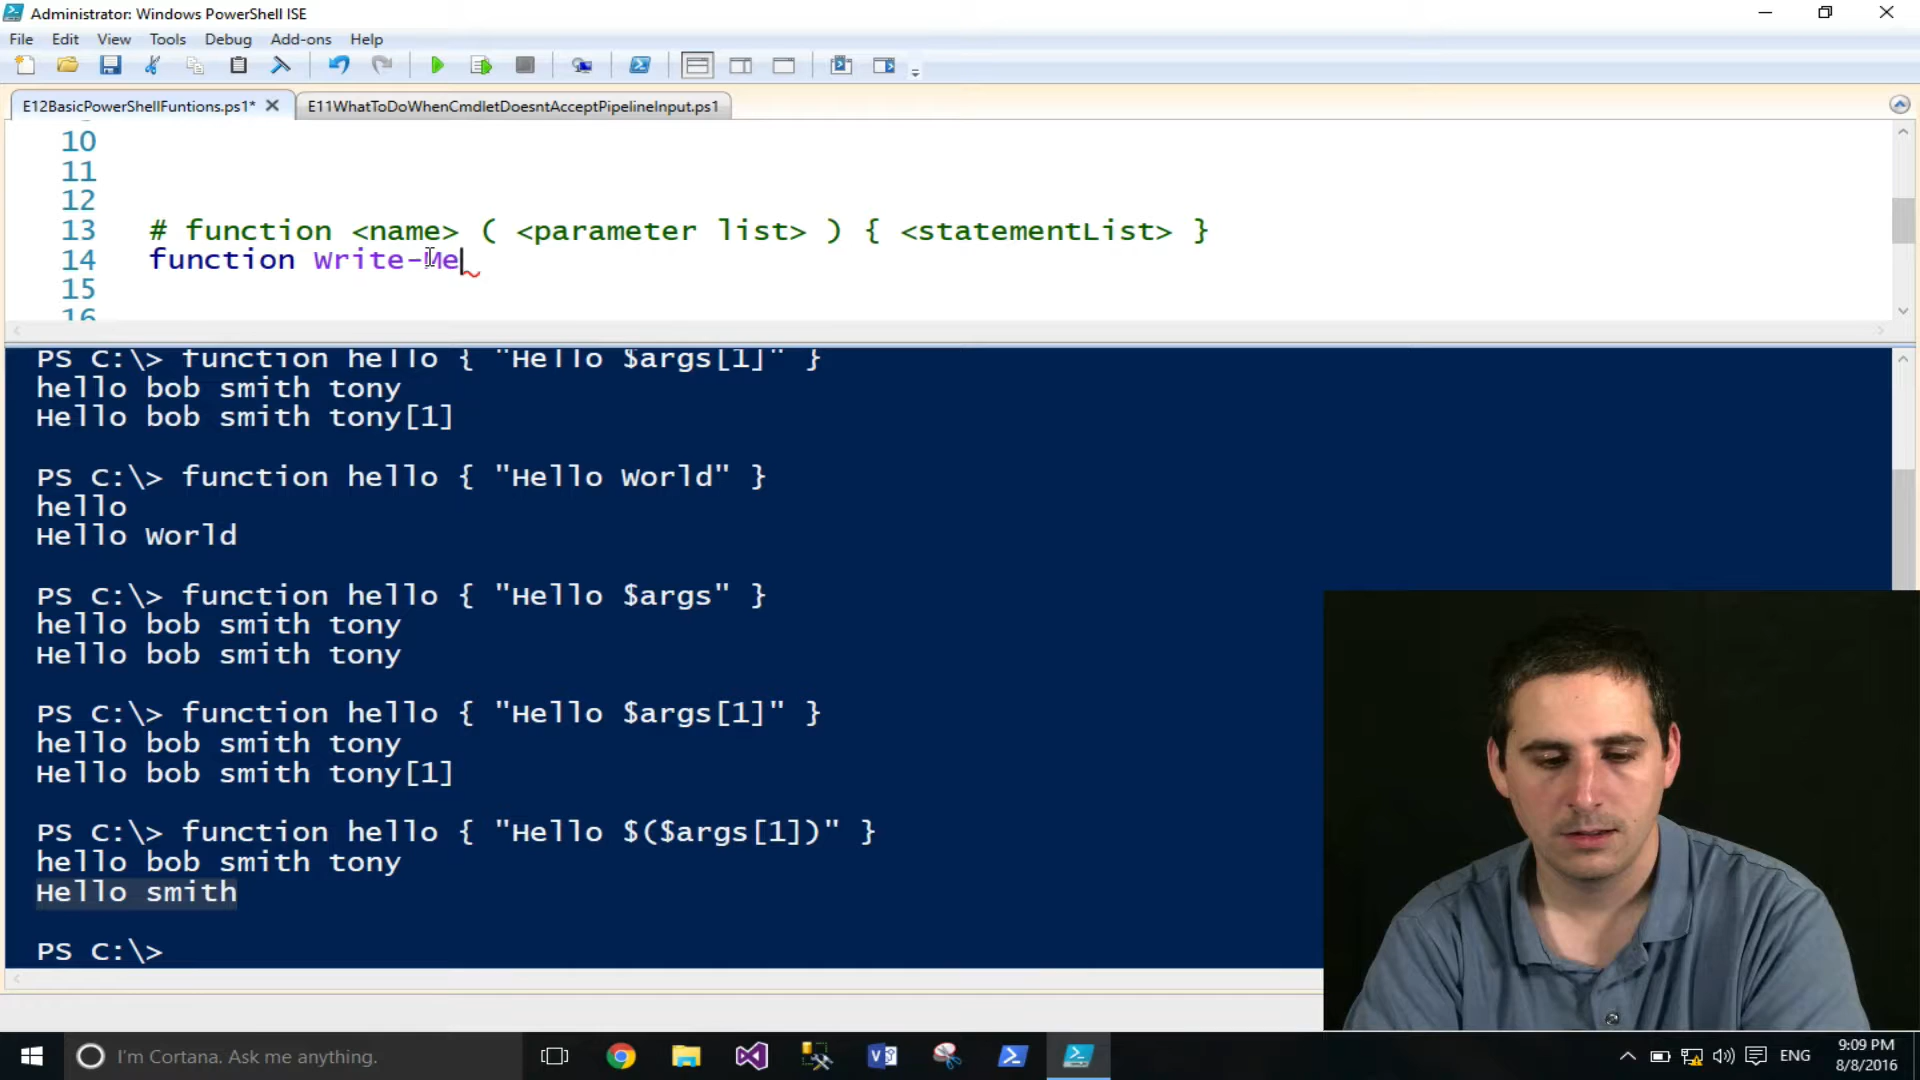 Administrator: Windows PowerShell ISE
File Edit View Tools Debug Add-ons Help
E12BasicPowerShellFuntions.ps1* E11WhatToDoWhenCmdletDoesntAcceptPipelineInput.ps1
10
11
12
13 # function <name> ( <parameter list> ) { <statementList> }
14 function Write-Me
15
16
PS C:\> function hello { "Hello $args[1]" }
hello bob smith tony
Hello bob smith tony[1]
PS C:\> function hello { "Hello World" }
hello
Hello World
PS C:\> function hello { "Hello $args" }
hello bob smith tony
Hello bob smith tony
PS C:\> function hello { "Hello $args[1]" }
hello bob smith tony
Hello bob smith tony[1]
PS C:\> function hello { "Hello $($args[1])" }
hello bob smith tony
Hello smith
PS C:\>
I'm Cortana. Ask me anything.
ENG
9:09 PM
8/8/2016